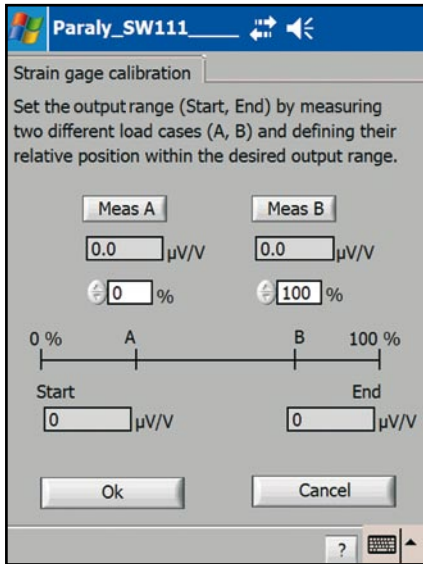 Paraly_SW111____
Strain gage calibration
Set the output range (Start, End) by measuring
two different load cases (A, B) and defining their
relative position within the desired output range.
Meas A Meas B
0.0 µV/V 0.0 µV/V
0 % 100 %
0 % A B 100 %
Start End
0 µV/V 0 µV/V
Ok Cancel
?